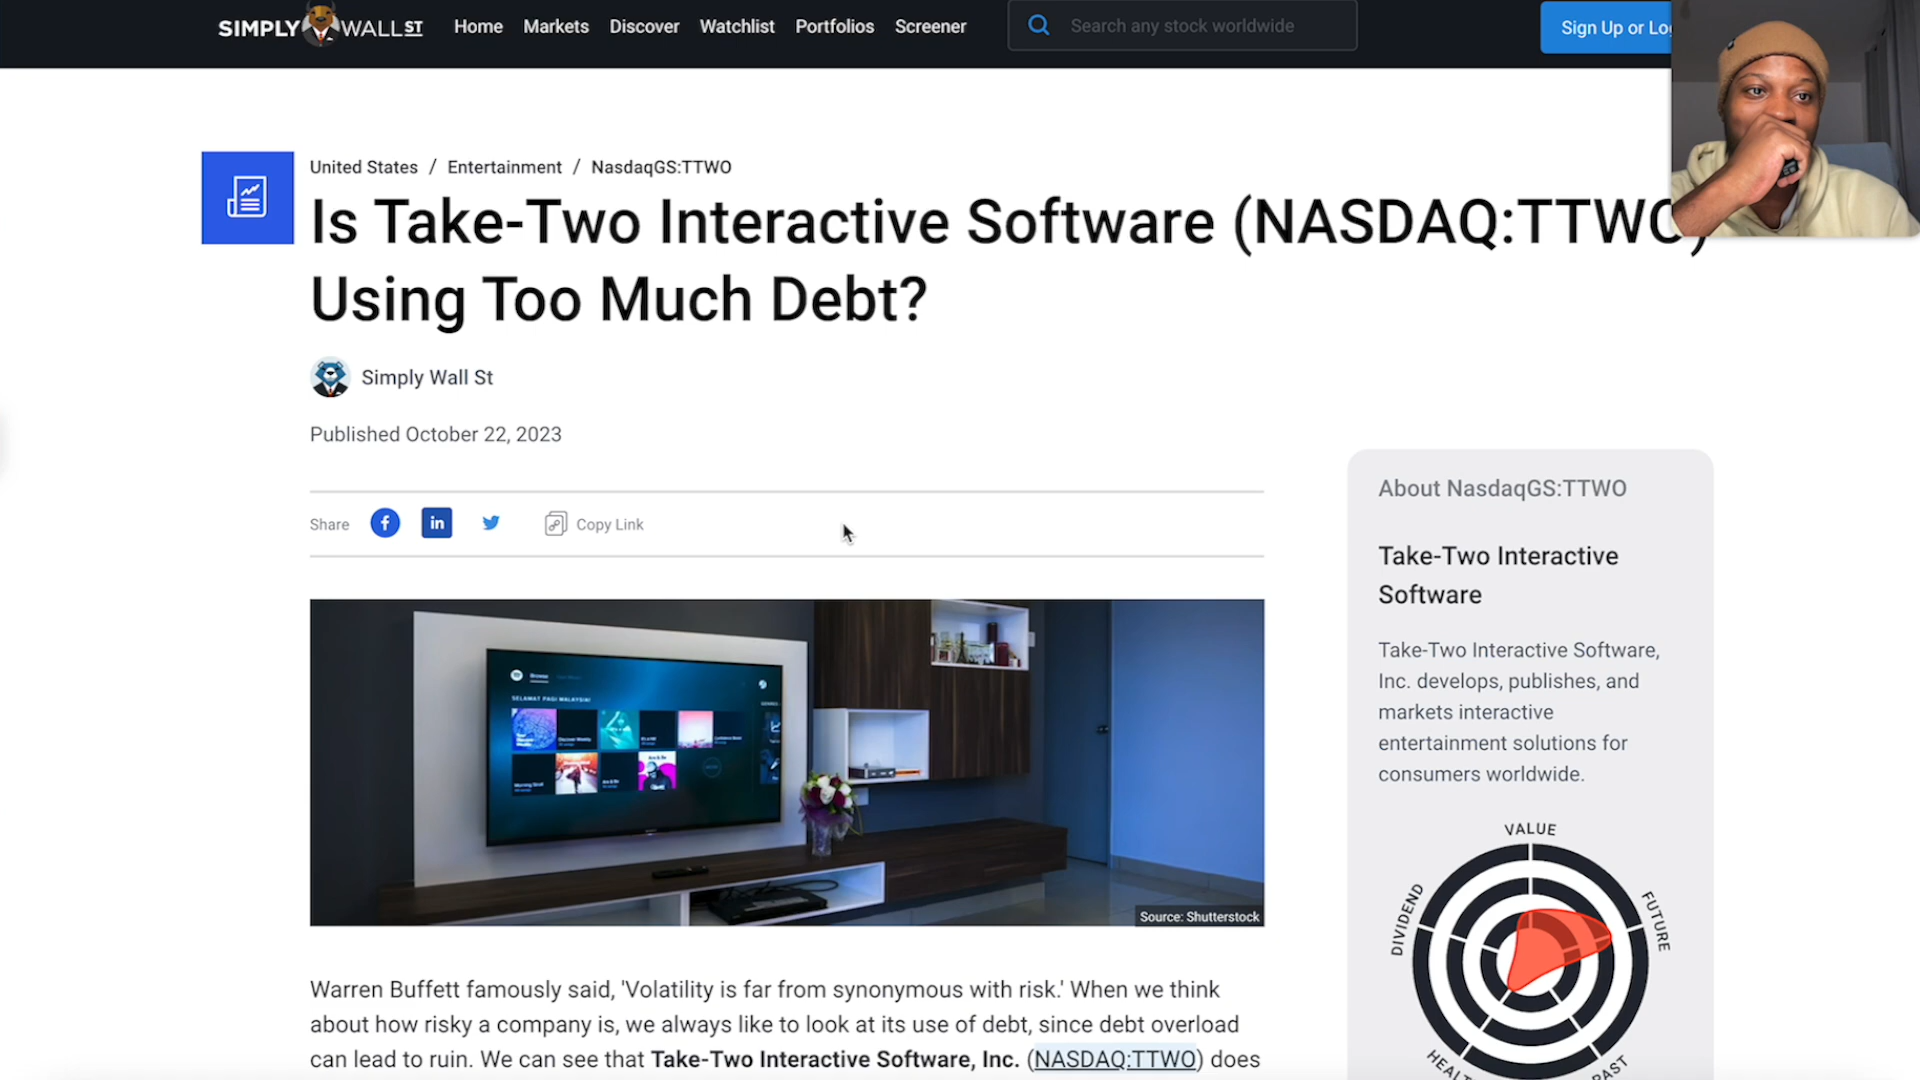 SIMPLY WALL ST
Home Markets Discover Watchlist Portfolios Screener
Search any stock worldwide
Sign Up or Lo
United States / Entertainment / NasdaqGS:TTWO
Is Take-Two Interactive Software (NASDAQ:TTWO)
Using Too Much Debt?
Simply Wall St
Published October 22, 2023
Share
Copy Link
SELAMAT PAGI MALAYSIA!
Browse
Source: Shutterstock
Warren Buffett famously said, 'Volatility is far from synonymous with risk.' When we think
about how risky a company is, we always like to look at its use of debt, since debt overload
can lead to ruin. We can see that Take-Two Interactive Software, Inc. (NASDAQ:TTWO) does
About NasdaqGS:TTWO
Take-Two Interactive
Software
Take-Two Interactive Software,
Inc. develops, publishes, and
markets interactive
entertainment solutions for
consumers worldwide.
VALUE
FUTURE
DIVIDEND
HEALT
PAST